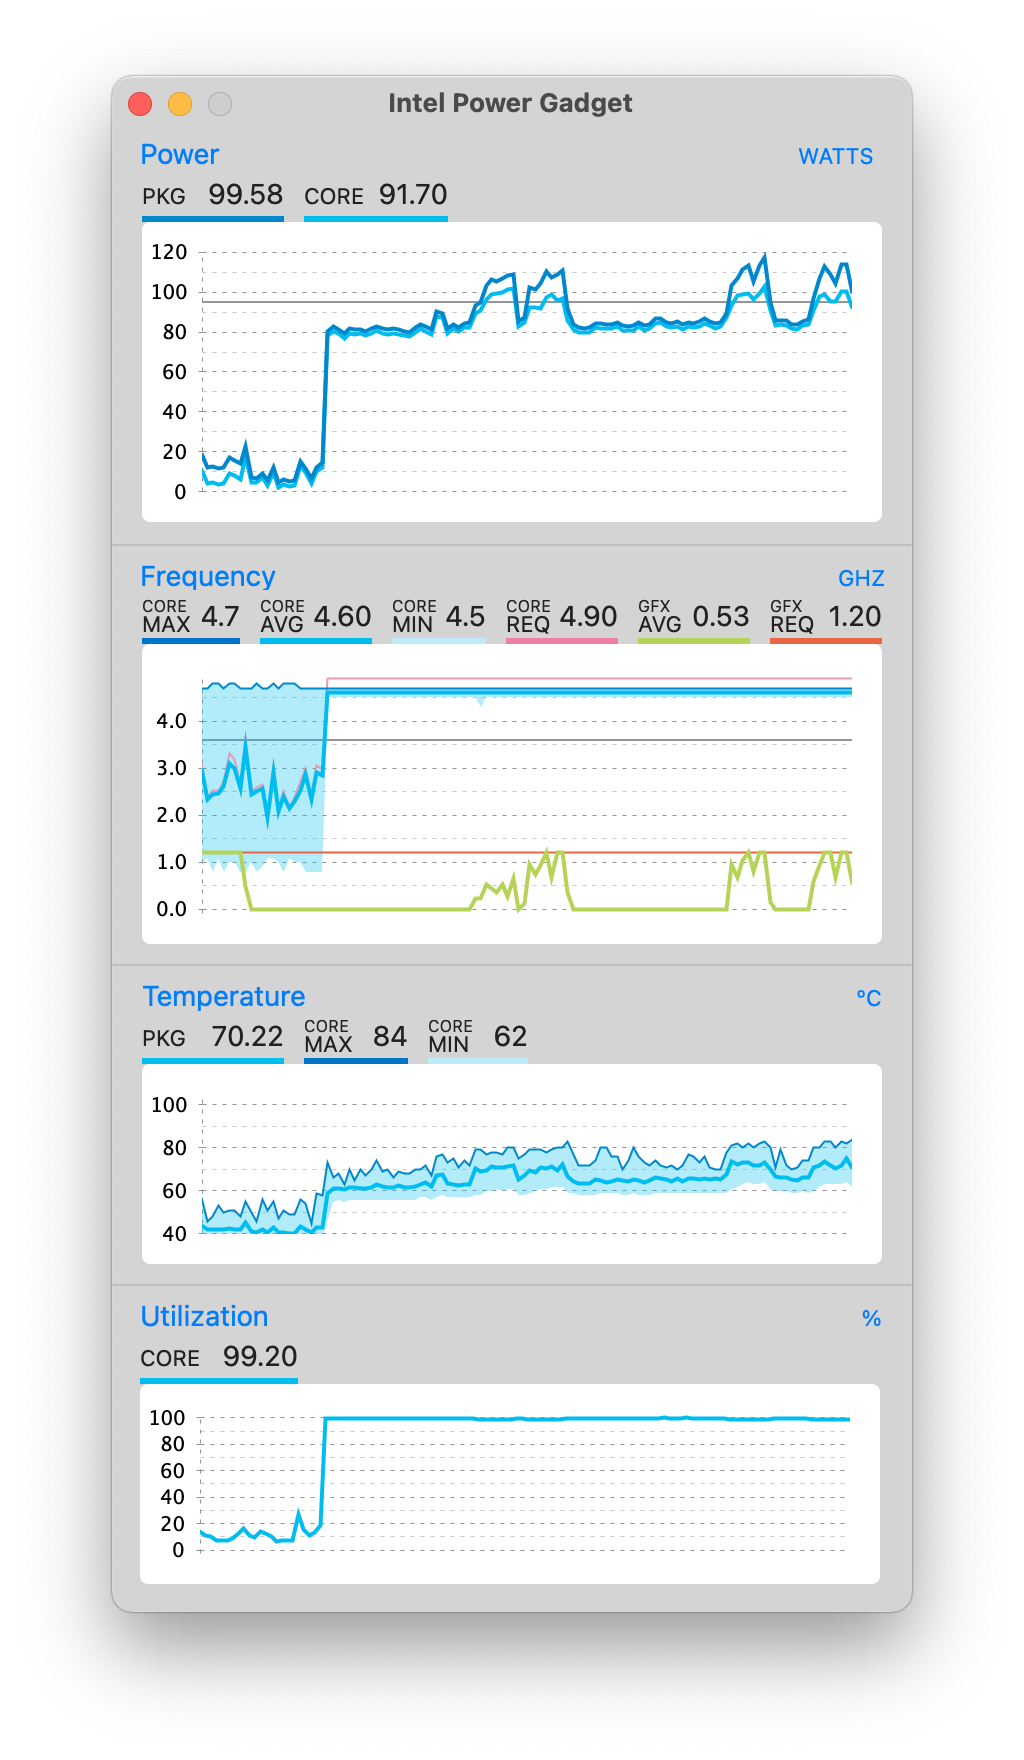 Intel Power Gadget
Power WATTS
PKG 99.58 CORE 91.70
120
100
80
60
40
20
0
Frequency GHZ
CORE MAX 4.7 CORE AVG 4.60 CORE MIN 4.5 CORE REQ 4.90 GFX AVG 0.53 GFX REQ 1.20
4.0
3.0
2.0
1.0
0.0
Temperature °C
PKG 70.22 CORE MAX 84 CORE MIN 62
100
80
60
40
Utilization %
CORE 99.20
100
80
60
40
20
0